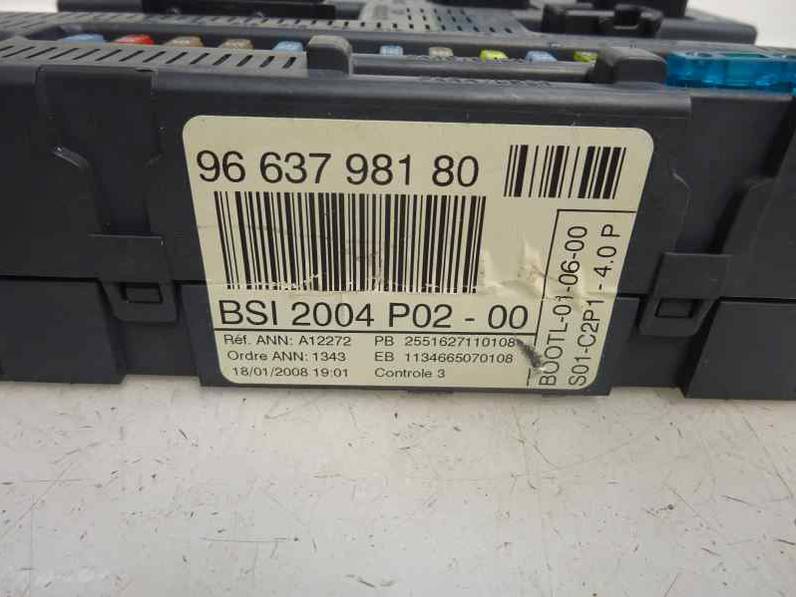 96 637 981 80
BSI 2004 P02 - 00
Réf. ANN: A12272 PB 2551627110108
Ordre ANN: 1343 EB 1134665070108
18/01/2008 19:01 Controle 3
BOOTL-01-06-00
S01-C2P1 - 4.0 P